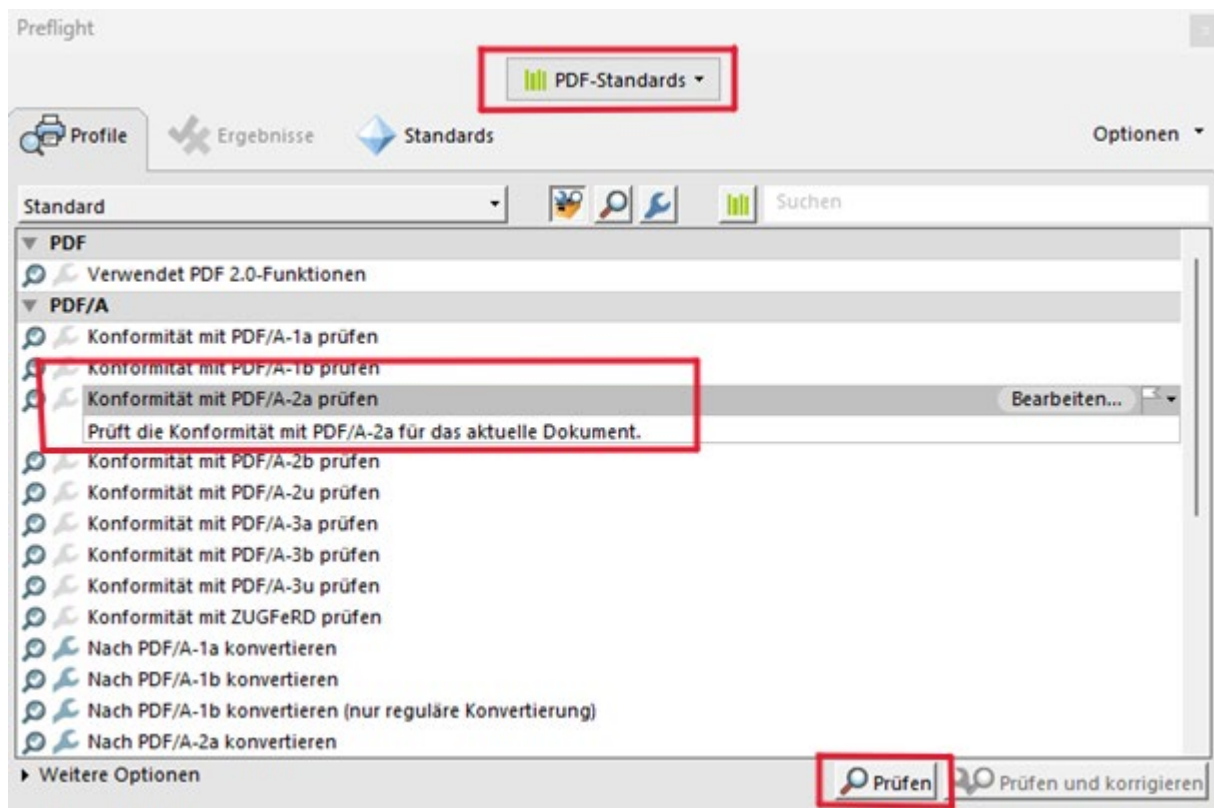 Preflight
PDF-Standards
Profile Ergebnisse Standards Optionen
Standard Suchen
PDF
Verwendet PDF 2.0-Funktionen
PDF/A
Konformität mit PDF/A-1a prüfen
Konformität mit PDF/A-1b prüfen
Konformität mit PDF/A-2a prüfen Bearbeiten...
Prüft die Konformität mit PDF/A-2a für das aktuelle Dokument.
Konformität mit PDF/A-2b prüfen
Konformität mit PDF/A-2u prüfen
Konformität mit PDF/A-3a prüfen
Konformität mit PDF/A-3b prüfen
Konformität mit PDF/A-3u prüfen
Konformität mit ZUGFeRD prüfen
Nach PDF/A-1a konvertieren
Nach PDF/A-1b konvertieren
Nach PDF/A-1b konvertieren (nur reguläre Konvertierung)
Nach PDF/A-2a konvertieren
Weitere Optionen Prüfen Prüfen und korrigieren